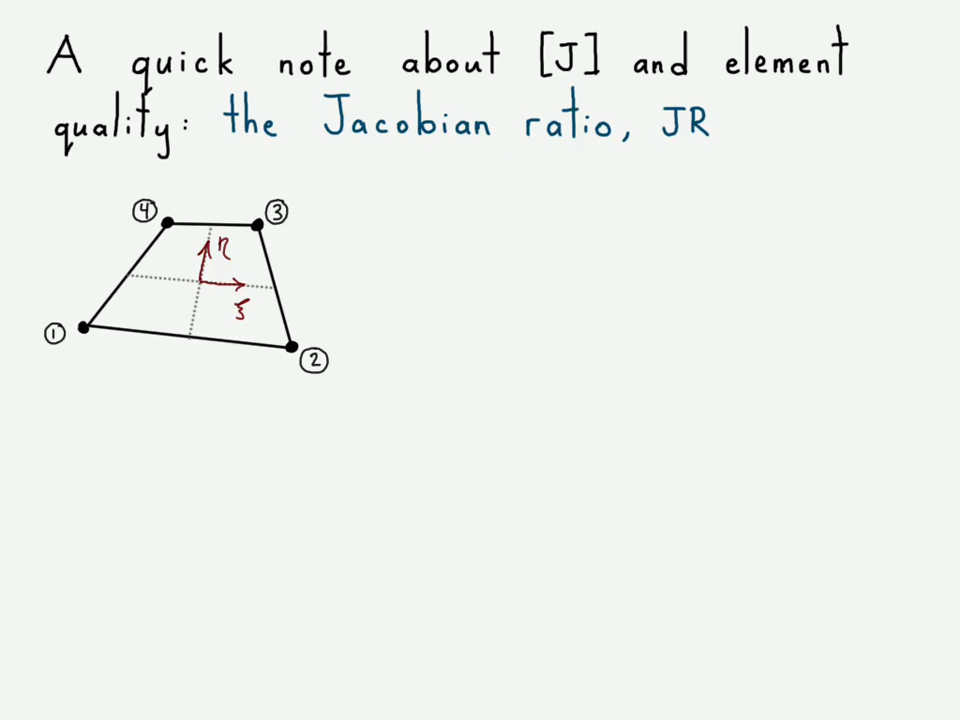 A quick note about [J] and element
quality: the Jacobian ratio, JR
④ ③
η
ξ
①
②